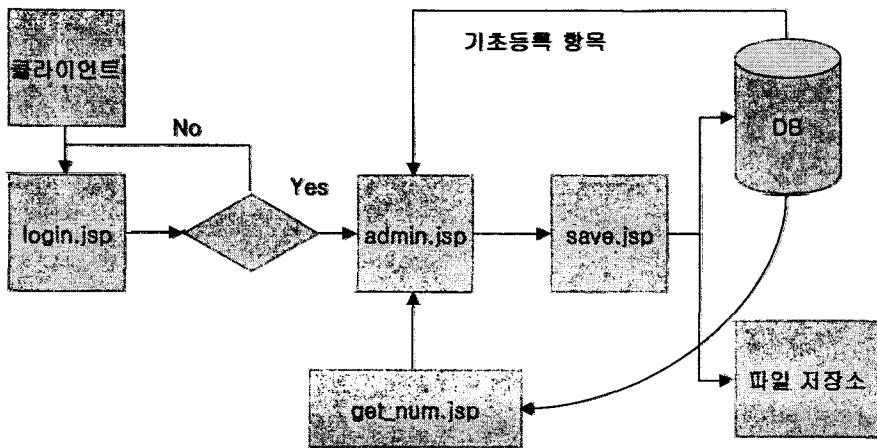 기초등록 항목
클라이언트
DB
No
Yes
login.jsp
admin.jsp
save.jsp
파일 저장소
get_num.jsp